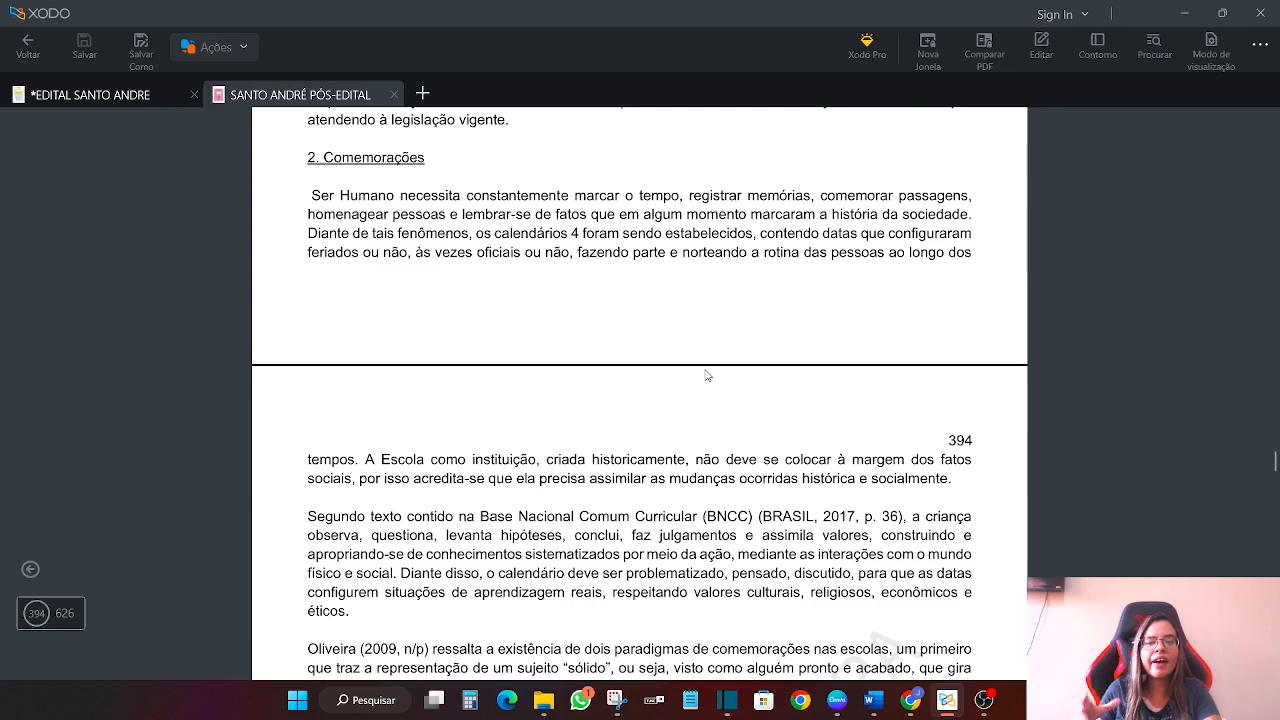 XODO
Sign In
Voltar
Salvar
Salvar Como
Ações
Xodo Pro
Nova Jonela
Comparar PDF
Editar
Contorno
Procurar
Modo de visualização
*EDITAL SANTO ANDRE
SANTO ANDRÉ PÓS-EDITAL
atendendo à legislação vigente.
2. Comemorações
Ser Humano necessita constantemente marcar o tempo, registrar memórias, comemorar passagens,
homenagear pessoas e lembrar-se de fatos que em algum momento marcaram a história da sociedade.
Diante de tais fenômenos, os calendários 4 foram sendo estabelecidos, contendo datas que configuraram
feriados ou não, às vezes oficiais ou não, fazendo parte e norteando a rotina das pessoas ao longo dos
394
tempos. A Escola como instituição, criada historicamente, não deve se colocar à margem dos fatos
sociais, por isso acredita-se que ela precisa assimilar as mudanças ocorridas histórica e socialmente.
Segundo texto contido na Base Nacional Comum Curricular (BNCC) (BRASIL, 2017, p. 36), a criança
observa, questiona, levanta hipóteses, conclui, faz julgamentos e assimila valores, construindo e
apropriando-se de conhecimentos sistematizados por meio da ação, mediante as interações com o mundo
físico e social. Diante disso, o calendário deve ser problematizado, pensado, discutido, para que as datas
configurem situações de aprendizagem reais, respeitando valores culturais, religiosos, econômicos e
éticos.
Oliveira (2009, n/p) ressalta a existência de dois paradigmas de comemorações nas escolas, um primeiro
que traz a representação de um sujeito “sólido”, ou seja, visto como alguém pronto e acabado, que gira
394 626
Pesquisar